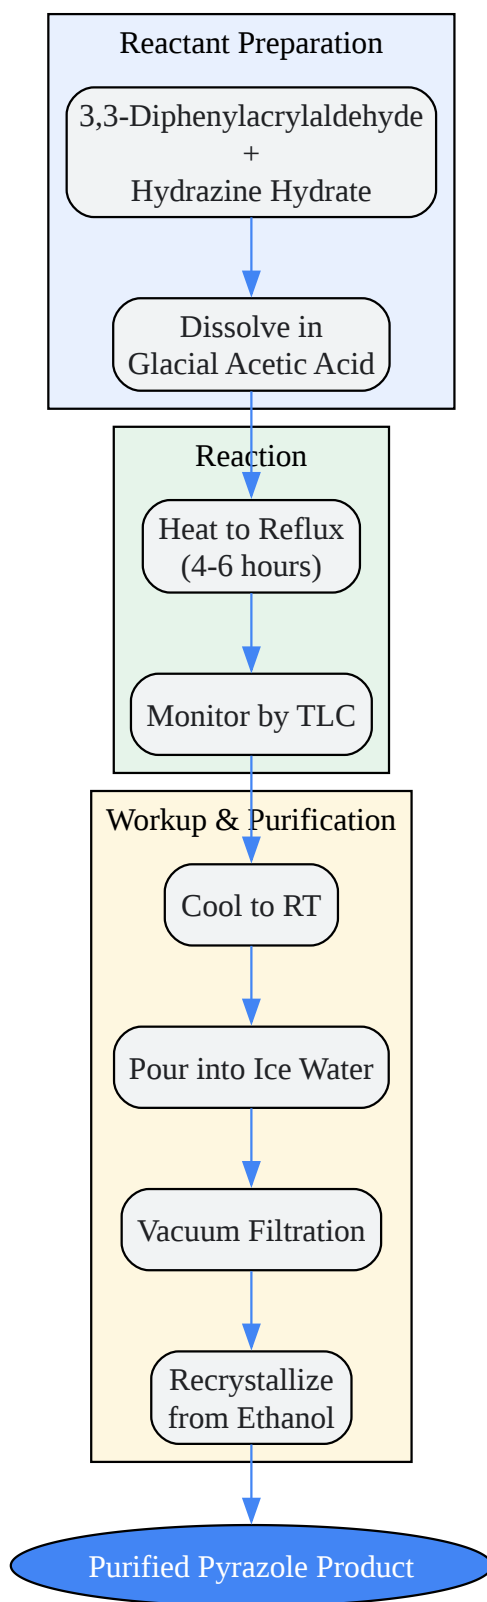 Reactant Preparation
3,3-Diphenylacrylaldehyde
+
Hydrazine Hydrate
Dissolve in
Glacial Acetic Acid
Reaction
Heat to Reflux
(4-6 hours)
Monitor by TLC
Workup & Purification
Cool to RT
Pour into Ice Water
Vacuum Filtration
Recrystallize
from Ethanol
Purified Pyrazole Product